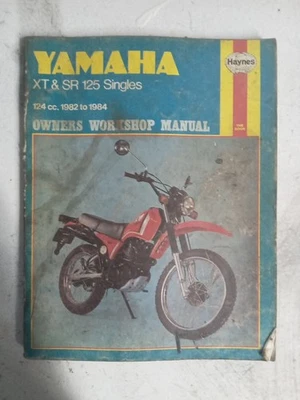 YAMAHA
Haynes
XT & SR 125 Singles
124 cc. 1982 to 1984
OWNERS WORKSHOP MANUAL